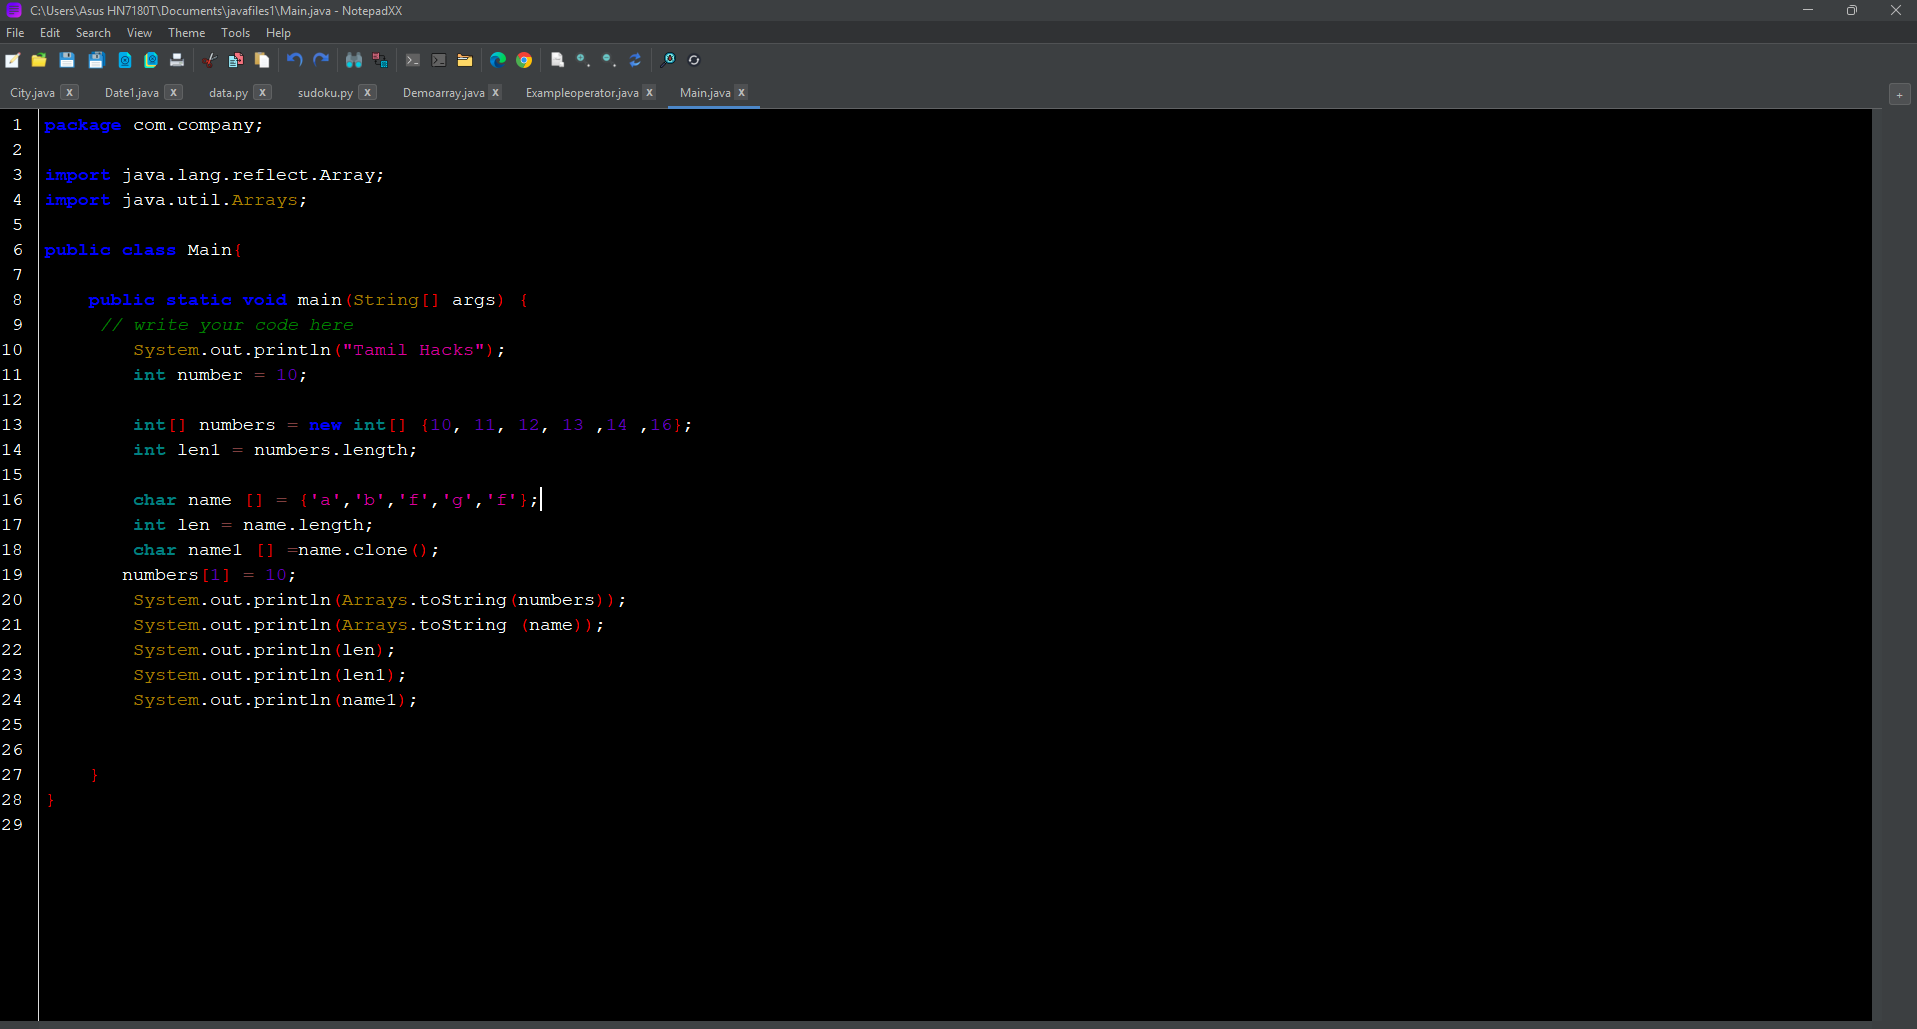 C:\Users\Asus HN7180T\Documents\javafiles1\Main.java - NotepadXX
File Edit Search View Theme Tools Help
City.java x Date1.java x data.py x sudoku.py x Demoarray.java x Exampleoperator.java x Main.java x +
1 package com.company;
2
3 import java.lang.reflect.Array;
4 import java.util.Arrays;
5
6 public class Main{
7
8 public static void main(String[] args) {
9 // write your code here
10 System.out.println("Tamil Hacks");
11 int number = 10;
12
13 int[] numbers = new int[] {10, 11, 12, 13 ,14 ,16};
14 int len1 = numbers.length;
15
16 char name [] = {'a','b','f','g','f'};
17 int len = name.length;
18 char name1 [] =name.clone();
19 numbers[1] = 10;
20 System.out.println(Arrays.toString(numbers));
21 System.out.println(Arrays.toString (name));
22 System.out.println(len);
23 System.out.println(len1);
24 System.out.println(name1);
25
26
27 }
28 }
29